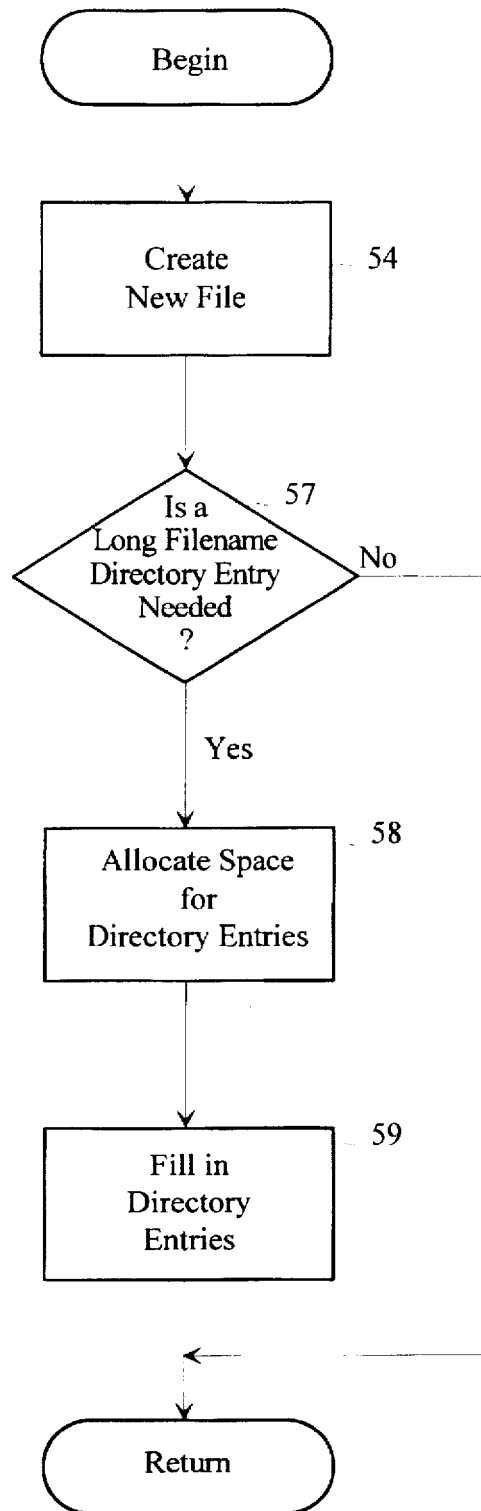 Begin
Create
New File
54
57
Is a
Long Filename
Directory Entry
Needed
?
No
Yes
58
Allocate Space
for
Directory Entries
59
Fill in
Directory
Entries
Return